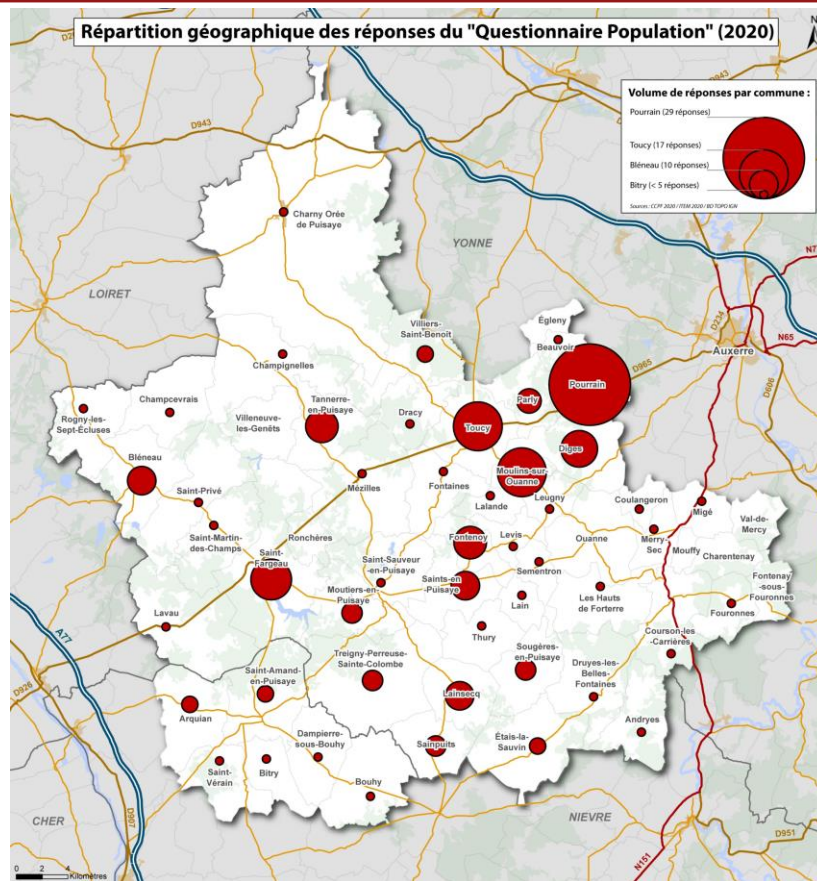 Répartition géographique des réponses du "Questionnaire Population" (2020)
N
Volume de réponses par commune :
Pourrain (29 réponses)
Toucy (17 réponses)
Bléneau (10 réponses)
Bitry (< 5 réponses)
Sources : CCPF 2020 / ITEM 2020 / BD TOPO IGN
D943
D943
Charny Orée
de Puisaye
YONNE
LOIRET
N65
D234
Auxerre
D965
D606
Égleny
Beauvoir
Villiers-
Saint-Benoît
Champignelles
Pourrain
Parly
Champcevrais
Tannerre-
en-Puisaye
Rogny-les-
Sept-Écluses
Villeneuve-
les-Genêts
Dracy
Toucy
Diges
Bléneau
Moulins-sur-
Ouanne
Mézilles
Fontaines
Saint-Privé
Lalande
Leugny
Coulangeron
Migé
Saint-Martin-
des-Champs
Ronchères
Val-de-
Mercy
Merry-
Sec
Fontenoy
Levis
Ouanne
Mouffy
Charentenay
Saint-
Fargeau
Saint-Sauveur
-en-Puisaye
Sementron
Saints-en
-Puisaye
Fontenay
-sous-
Fouronnes
Moutiers-en-
Puisaye
Lain
Les Hauts
de Forterre
Fouronnes
Lavau
Thury
Courson-les
-Carrières
A77
Treigny-Perreuse-
Sainte-Colombe
Sougères-
en-Puisaye
Druyes-les-
Belles-
Fontaines
Saint-Amand-
en-Puisaye
D926
Arquian
Lainsecq
Andryes
Dampierre-
sous-Bouhy
Sainpuits
Étais-la-
Sauvin
Saint-
Vérain
Bitry
Bouhy
CHER
D907
NIEVRE
D951
N151
0 2 4
Kilomètres